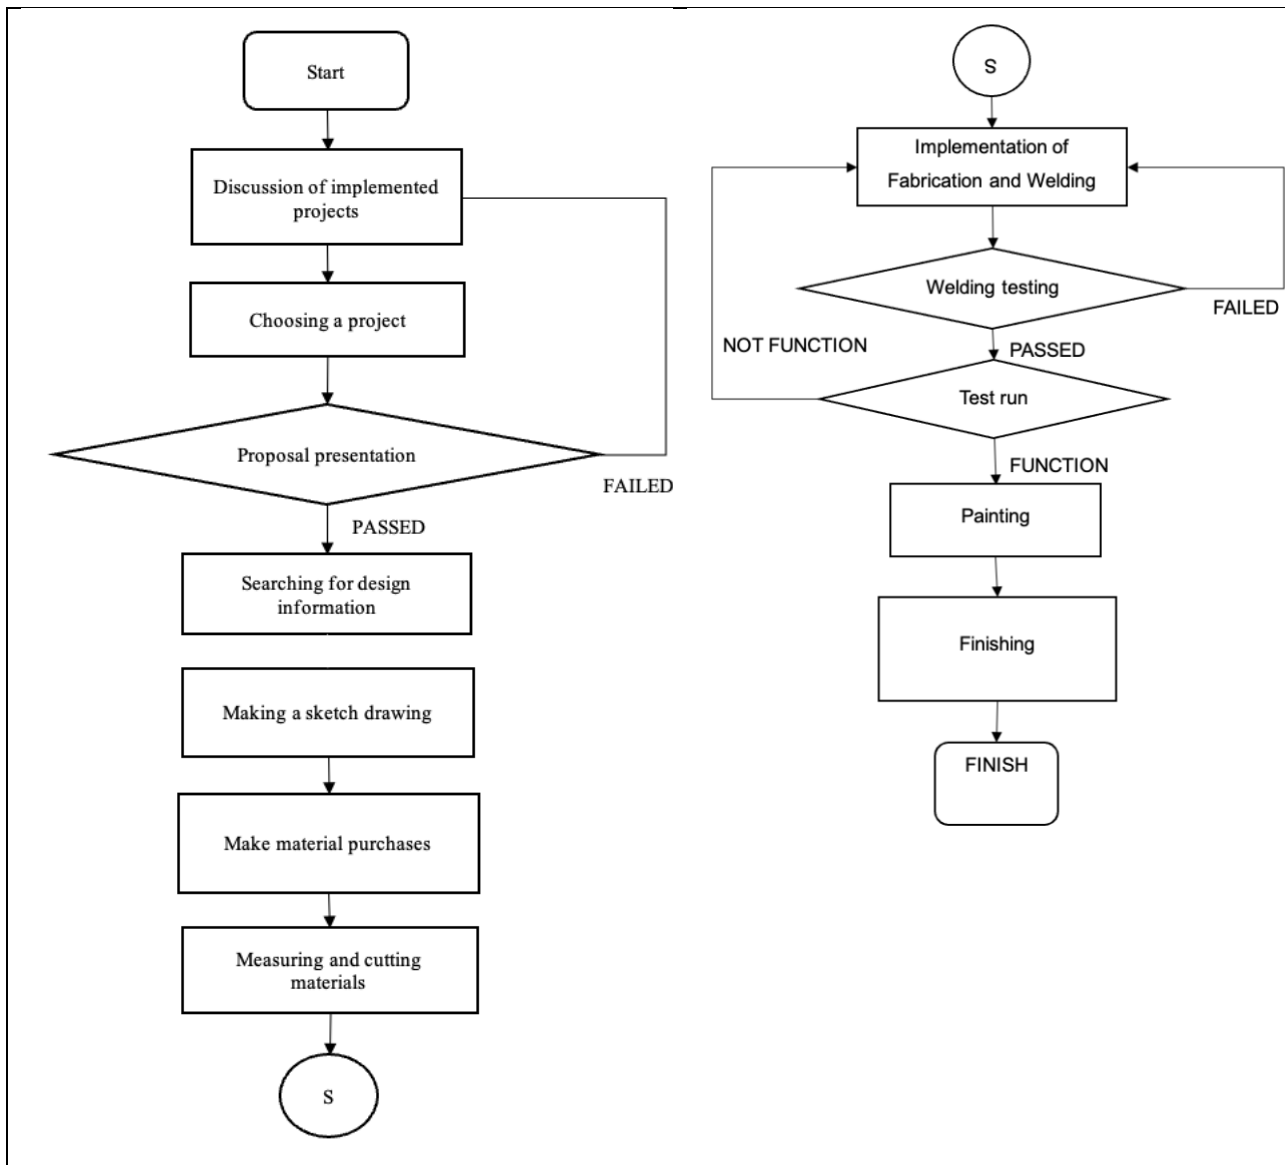 Start
Discussion of implemented
projects
Choosing a project
Proposal presentation
FAILED
PASSED
Searching for design
information
Making a sketch drawing
Make material purchases
Measuring and cutting
materials
S
S
Implementation of
Fabrication and Welding
Welding testing
FAILED
NOT FUNCTION
PASSED
Test run
FUNCTION
Painting
Finishing
FINISH